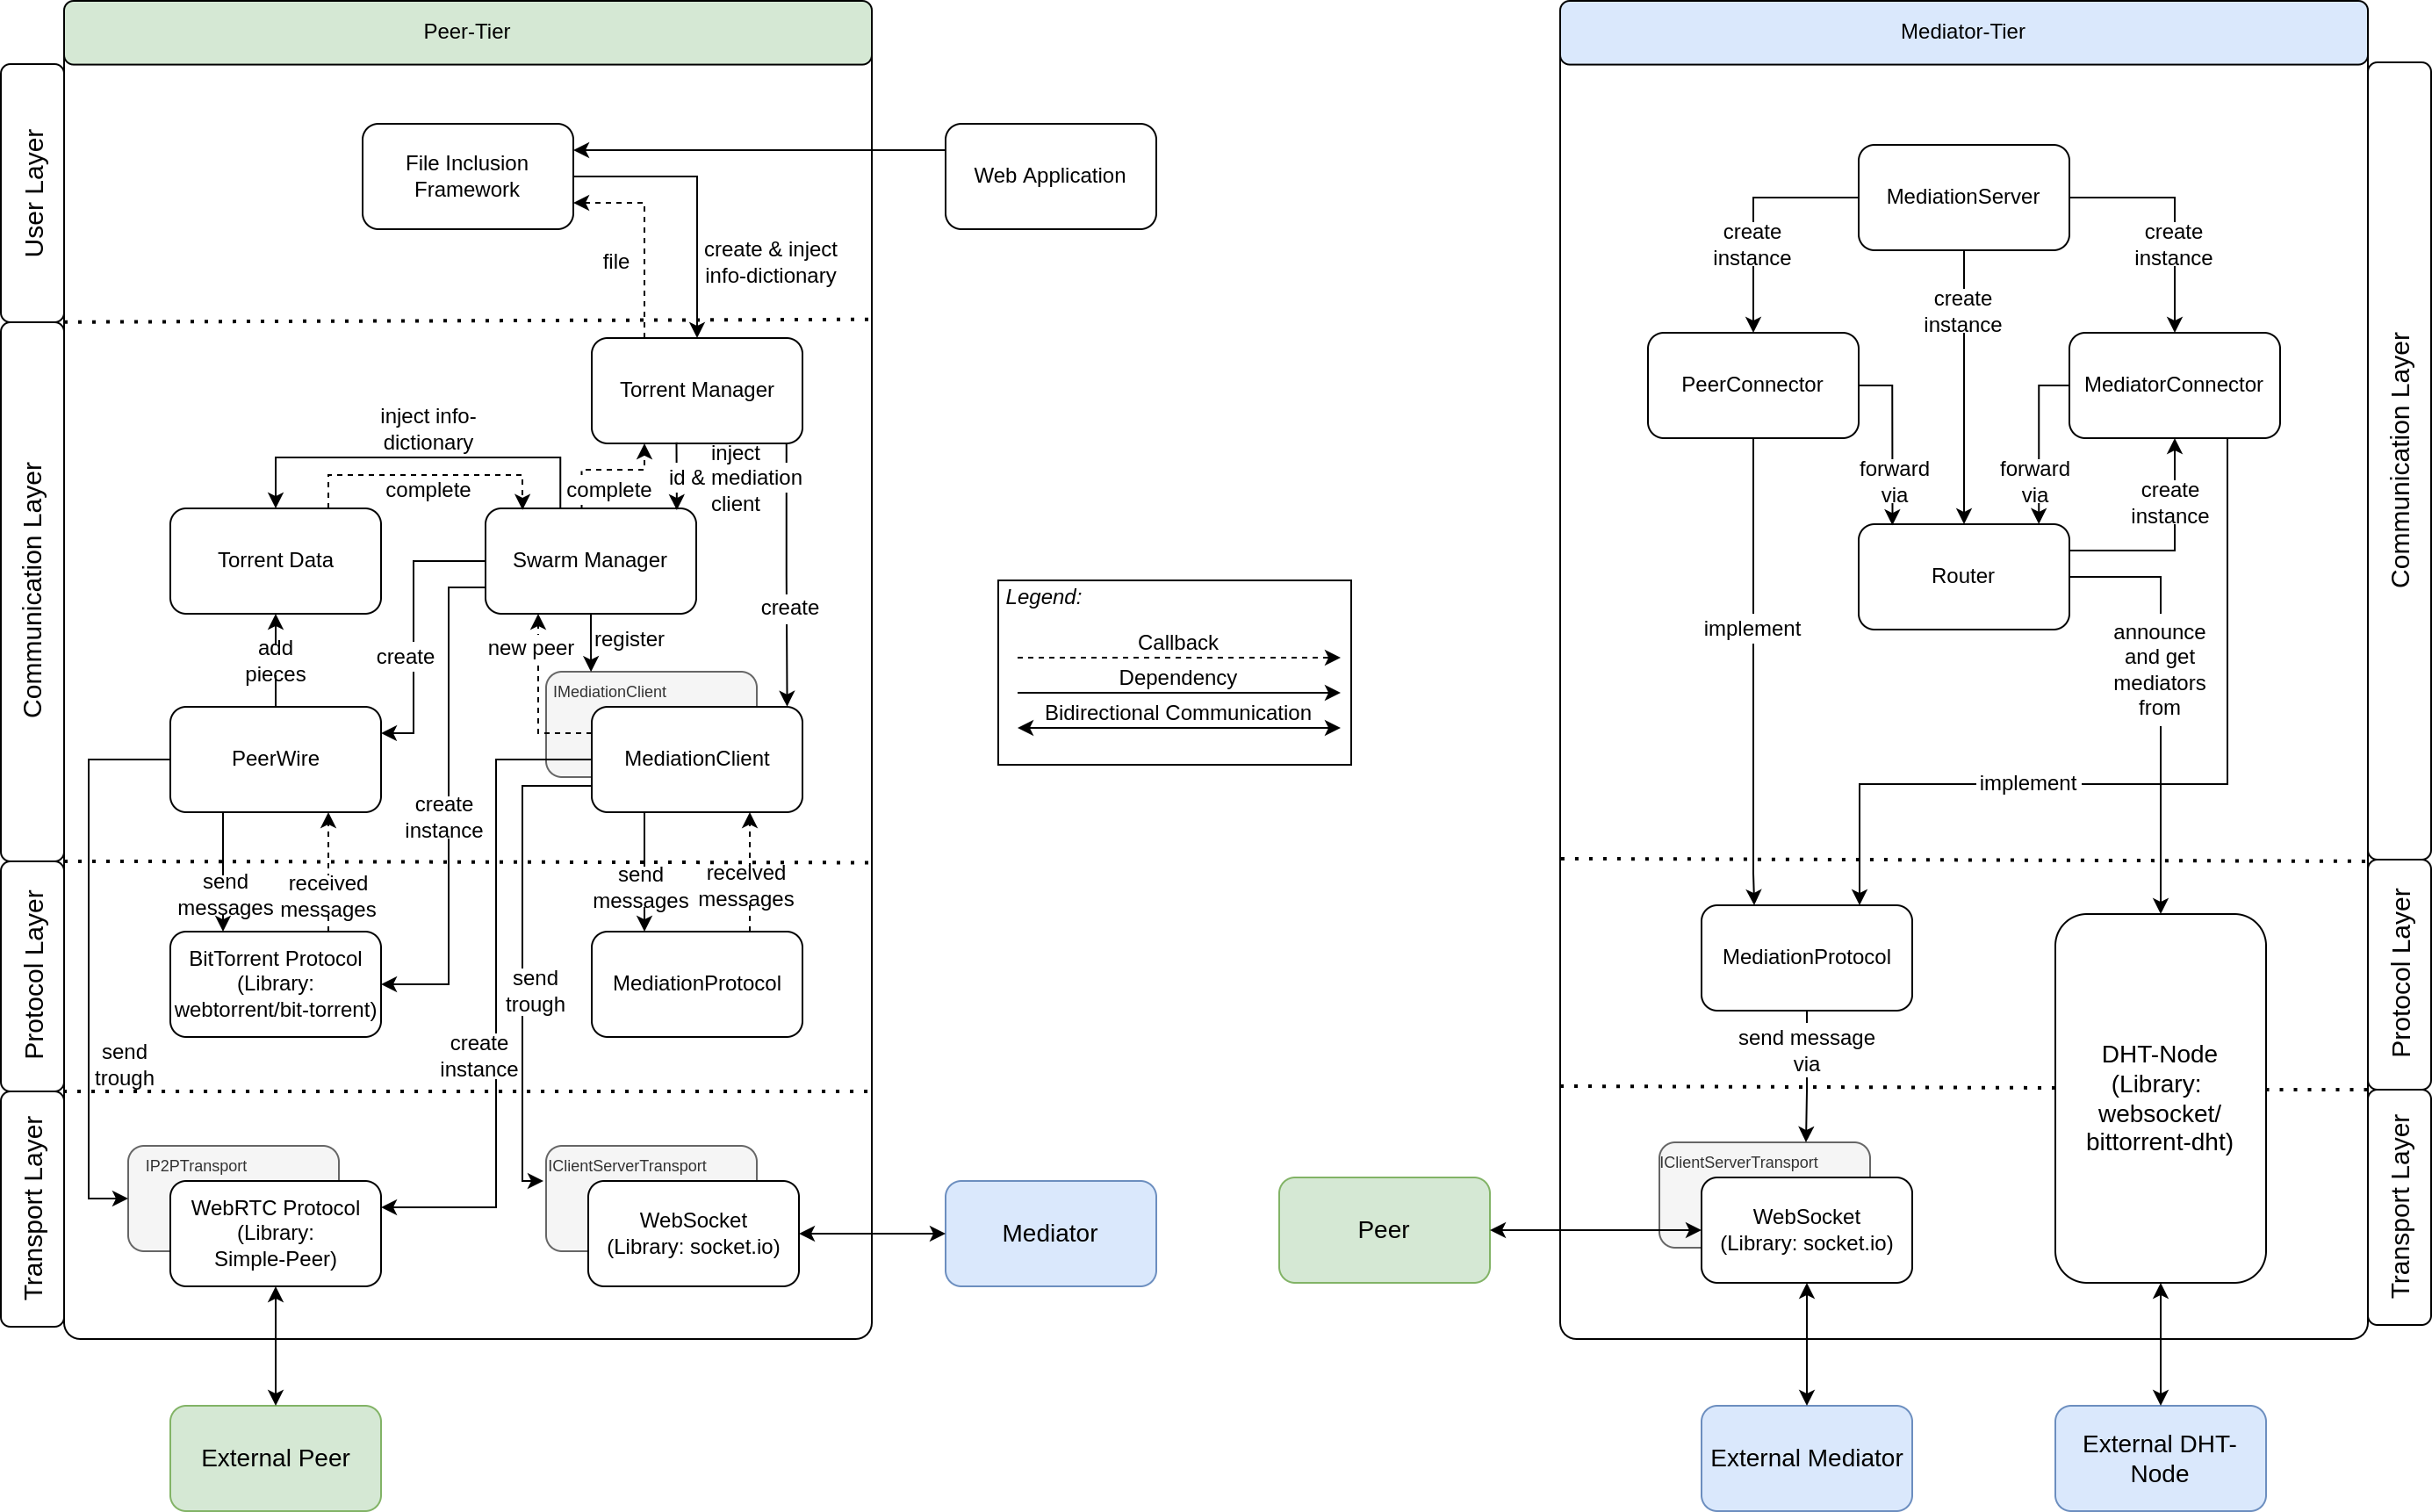 Peer-Tier
User Layer
Communication Layer
Protocol Layer
Transport Layer
File Inclusion
Framework
Web Application
file
create & inject
info-dictionary
Torrent Manager
inject info-
dictionary
complete
complete
inject
id & mediation
client
Torrent Data
Swarm Manager
create
new peer
register
create
add
pieces
IMediationClient
PeerWire
MediationClient
create
instance
send
messages
received
messages
send
messages
received
messages
BitTorrent Protocol
(Library:
webtorrent/bit-torrent)
send
trough
MediationProtocol
send
trough
create
instance
IP2PTransport
WebRTC Protocol
(Library:
Simple-Peer)
IClientServerTransport
WebSocket
(Library: socket.io)
Mediator
External Peer
Legend:
Callback
Dependency
Bidirectional Communication
Mediator-Tier
Communication Layer
Protocol Layer
Transport Layer
MediationServer
create
instance
create
instance
create
instance
PeerConnector
MediatorConnector
forward
via
forward
via
create
instance
Router
implement
announce
and get
mediators
from
implement
MediationProtocol
send message
via
DHT-Node
(Library:
websocket/
bittorrent-dht)
IClientServerTransport
WebSocket
(Library: socket.io)
Peer
External Mediator
External DHT-
Node